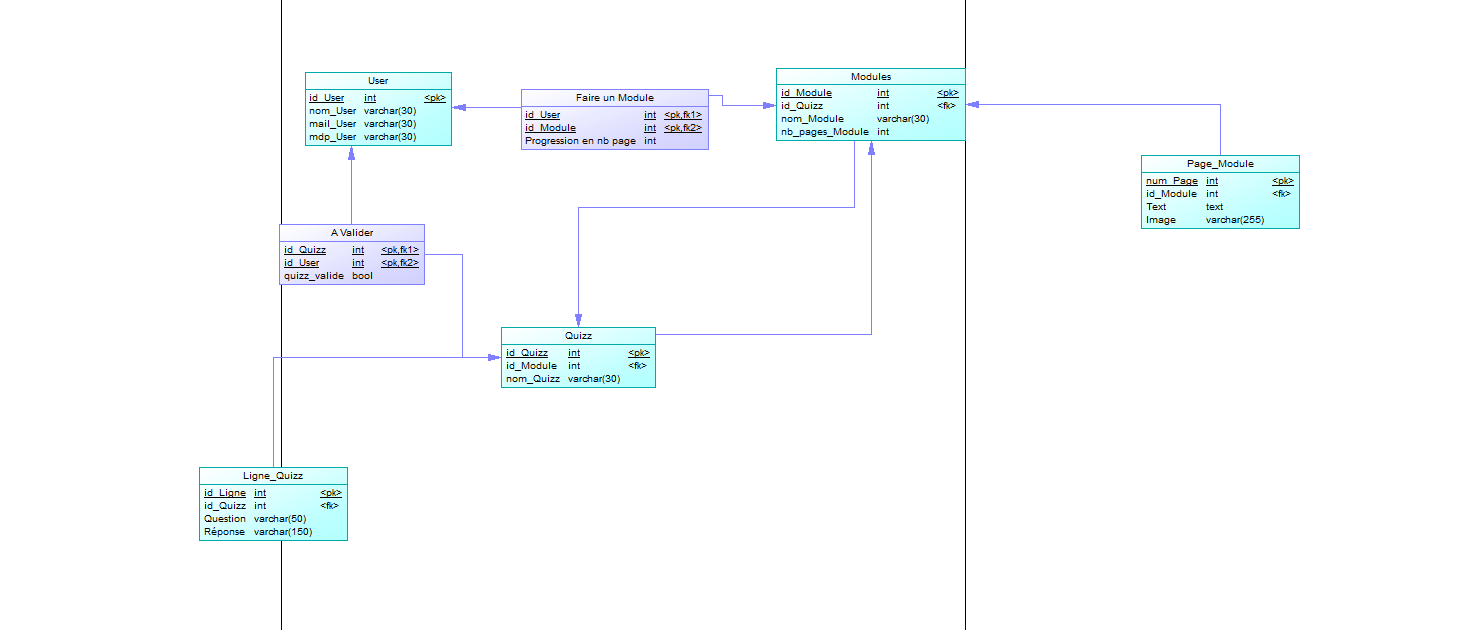 User
id_User int <pk>
nom_User varchar(30)
mail_User varchar(30)
mdp_User varchar(30)
Faire un Module
id_User int <pk,fk1>
id_Module int <pk,fk2>
Progression en nb page int
Modules
id_Module int <pk>
id_Quizz int <fk>
nom_Module varchar(30)
nb_pages_Module int
Page_Module
num_Page int <pk>
id_Module int <fk>
Text text
Image varchar(255)
A Valider
id_Quizz int <pk,fk1>
id_User int <pk,fk2>
quizz_valide bool
Quizz
id_Quizz int <pk>
id_Module int <fk>
nom_Quizz varchar(30)
Ligne_Quizz
id_Ligne int <pk>
id_Quizz int <fk>
Question varchar(50)
Réponse varchar(150)